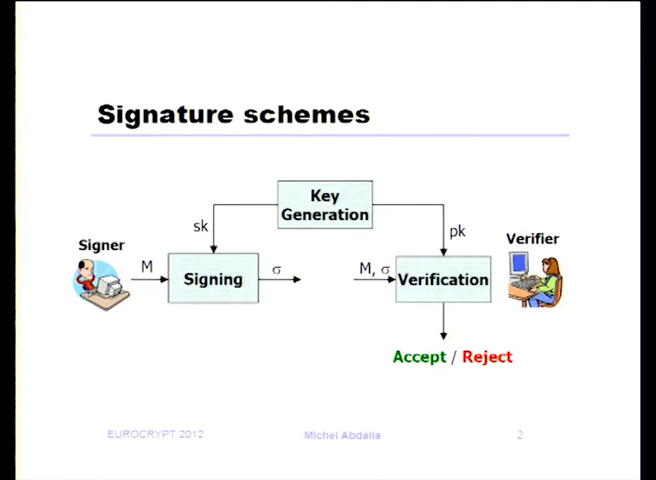 Signature schemes
Key
Generation
sk
pk
Signer
Verifier
M
Signing
σ
M, σ
Verification
Accept / Reject
EUROCRYPT 2012
Michel Abdalla
2